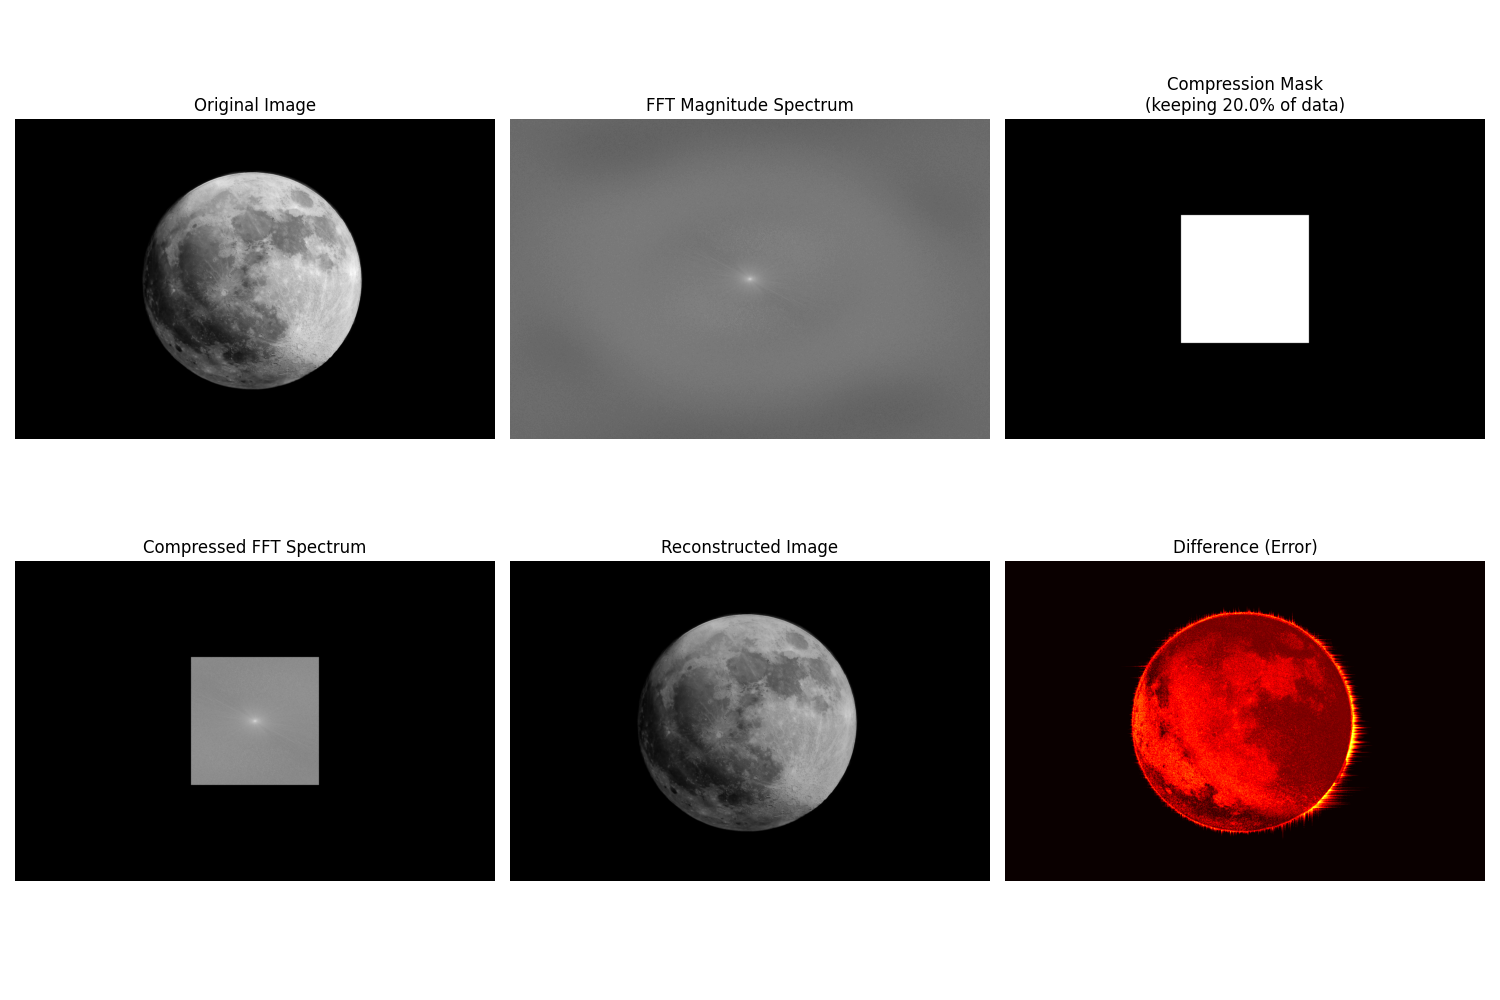 Original Image
FFT Magnitude Spectrum
Compression Mask
(keeping 20.0% of data)
Compressed FFT Spectrum
Reconstructed Image
Difference (Error)